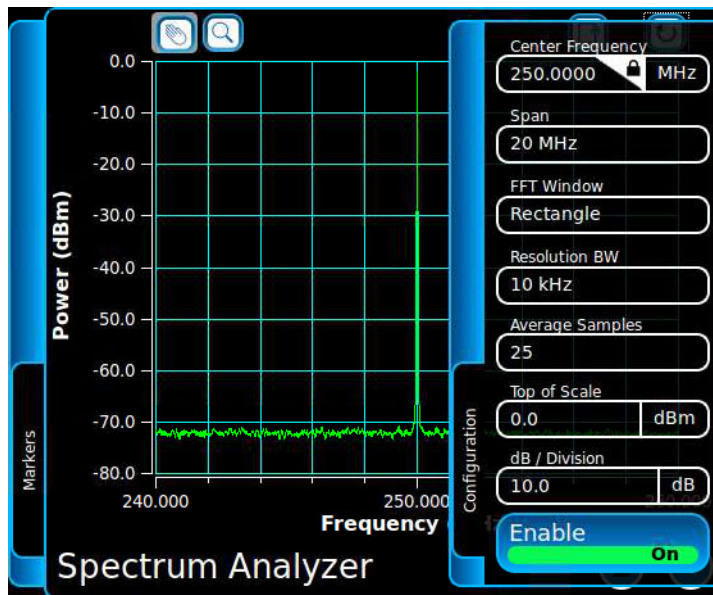 Center Frequency
250.0000 MHz
Span
20 MHz
FFT Window
Rectangle
Resolution BW
10 kHz
Average Samples
25
Top of Scale
0.0 dBm
dB / Division
10.0 dB
Enable
On
Configuration
Markers
Power (dBm)
0.0
-10.0
-20.0
-30.0
-40.0
-50.0
-60.0
-70.0
-80.0
240.000 250.000
Frequency
Spectrum Analyzer